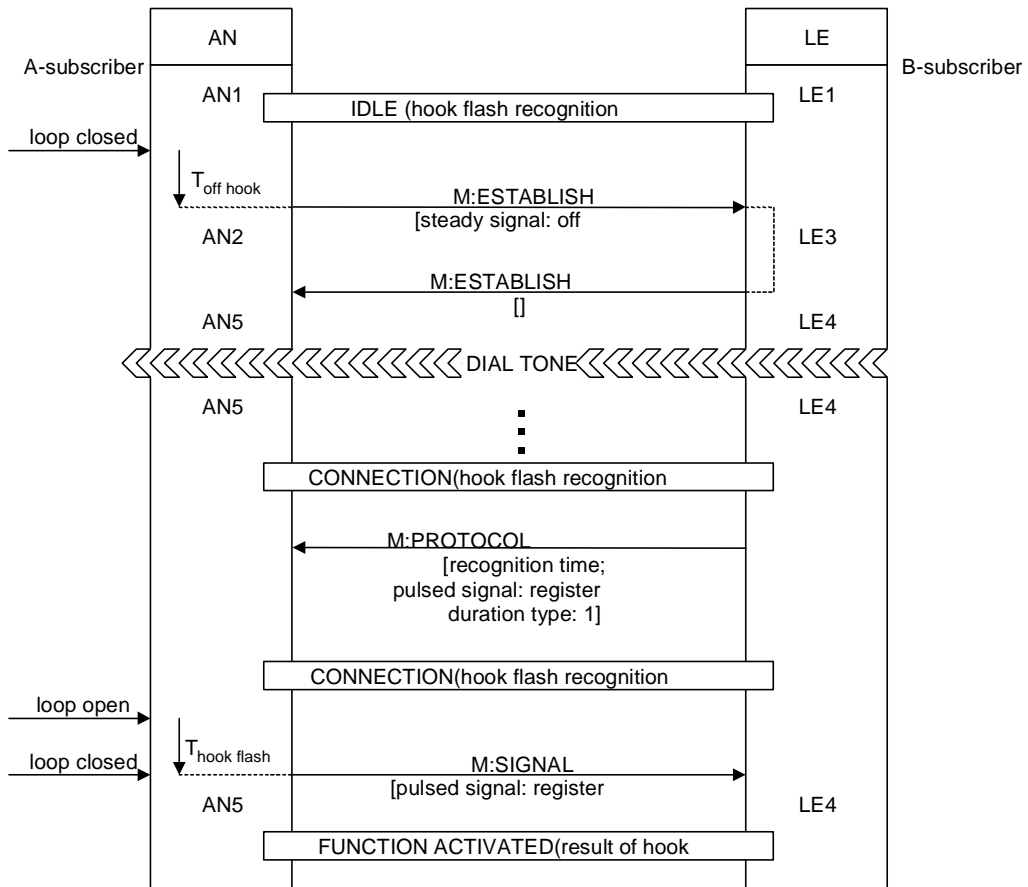 AN
LE
A-subscriber
B-subscriber
AN1
LE1
IDLE (hook flash recognition
loop closed
T off hook
M:ESTABLISH
[steady signal: off
AN2
LE3
M:ESTABLISH
[]
AN5
LE4
DIAL TONE
AN5
LE4
CONNECTION(hook flash recognition
M:PROTOCOL
[recognition time;
pulsed signal: register
duration type: 1]
CONNECTION(hook flash recognition
loop open
T hook flash
loop closed
M:SIGNAL
[pulsed signal: register
AN5
LE4
FUNCTION ACTIVATED(result of hook